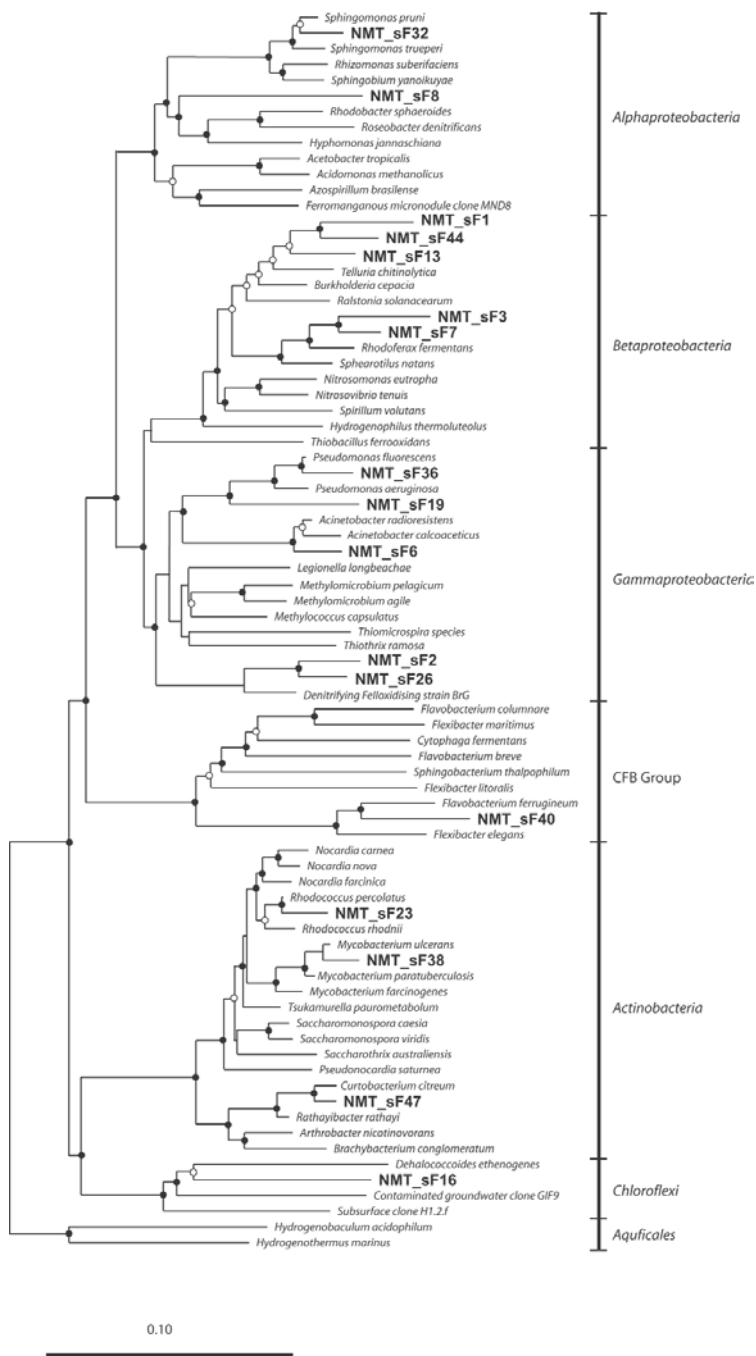 Sphingomonas pruni
NMT_sF32
Sphingomonas trueperi
Rhizomonas suberifaciens
Sphingobium yanoikuyae
NMT_sF8
Rhodobacter sphaeroides
Roseobacter denitrificans
Hyphomonas jannaschiana
Acetobacter tropicalis
Acidomonas methanolicus
Azospirillum brasilense
Ferromanganous micronodule clone MND8
Alphaproteobacteria
NMT_sF1
NMT_sF44
NMT_sF13
Telluria chitinolytica
Burkholderia cepacia
Ralstonia solanacearum
NMT_sF3
NMT_sF7
Rhodoferax fermentans
Sphearotilus natans
Nitrosomonas eutropha
Nitrosovibrio tenuis
Spirillum volutans
Hydrogenophilus thermoluteolus
Thiobacillus ferrooxidans
Betaproteobacteria
Pseudomonas fluorescens
NMT_sF36
Pseudomonas aeruginosa
NMT_sF19
Acinetobacter radioresistens
Acinetobacter calcoaceticus
NMT_sF6
Legionella longbeachae
Methylomicrobium pelagicum
Methylomicrobium agile
Methylococcus capsulatus
Thiomicrospira species
Thiothrix ramosa
NMT_sF2
NMT_sF26
Denitrifying FeIIoxidising strain BrG
Gammaproteobacteria
Flavobacterium columnare
Flexibacter maritimus
Cytophaga fermentans
Flavobacterium breve
Sphingobacterium thalpophilum
Flexibacter litoralis
Flavobacterium ferrugineum
NMT_sF40
Flexibacter elegans
CFB Group
Nocardia carnea
Nocardia nova
Nocardia farcinica
Rhodococcus percolatus
NMT_sF23
Rhodococcus rhodnii
Mycobacterium ulcerans
NMT_sF38
Mycobacterium paratuberculosis
Mycobacterium farcinogenes
Tsukamurella paurometabolum
Saccharomonospora caesia
Saccharomonospora viridis
Saccharothrix australiensis
Pseudonocardia saturnea
Curtobacterium citreum
NMT_sF47
Rathayibacter rathayi
Arthrobacter nicotinovorans
Brachybacterium conglomeratum
Actinobacteria
Dehalococcoides ethenogenes
NMT_sF16
Contaminated groundwater clone GIF9
Subsurface clone H1.2.f
Chloroflexi
Hydrogenobaculum acidophilum
Hydrogenothermus marinus
Aquficales
0.10